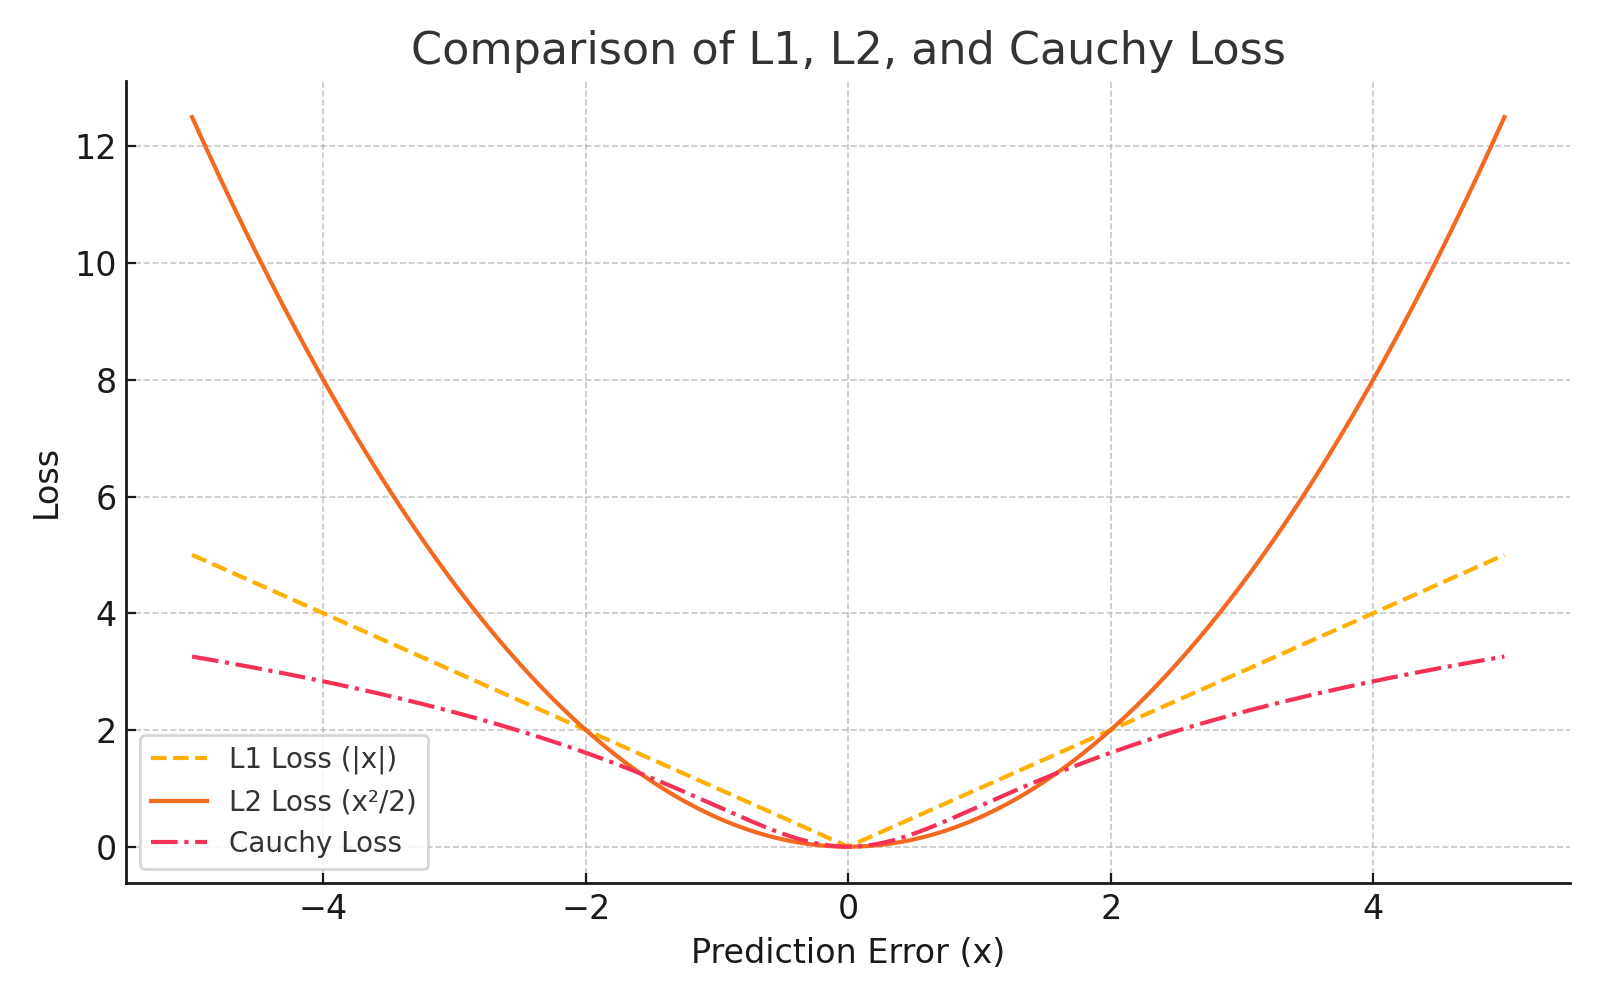 Comparison of L1, L2, and Cauchy Loss
Loss
12
10
8
6
4
2
0
L1 Loss (|x|)
L2 Loss (x²/2)
Cauchy Loss
−4
−2
0
2
4
Prediction Error (x)